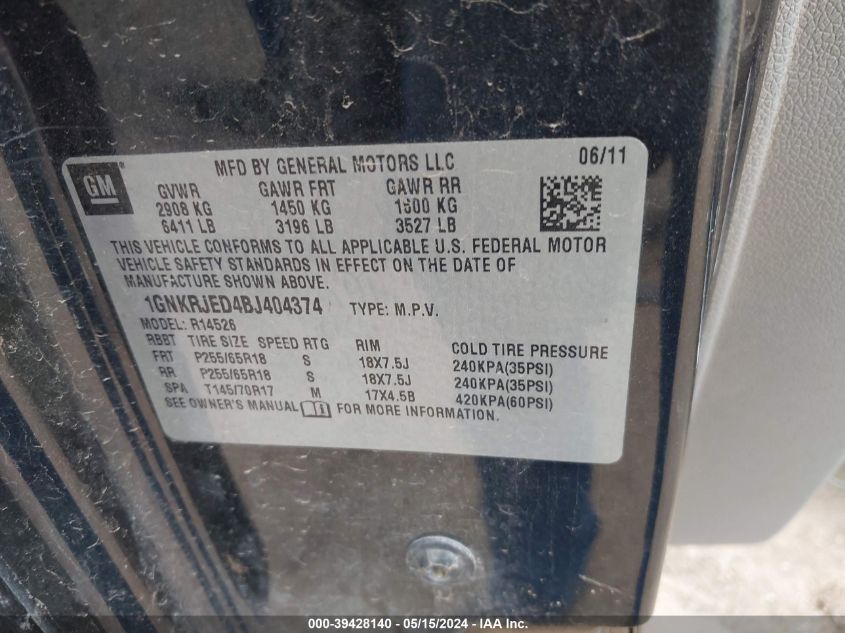 GM
MFD BY GENERAL MOTORS LLC 06/11
GVWR GAWR FRT GAWR RR
2908 KG 1450 KG 1600 KG
6411 LB 3196 LB 3527 LB
THIS VEHICLE CONFORMS TO ALL APPLICABLE U.S. FEDERAL MOTOR
VEHICLE SAFETY STANDARDS IN EFFECT ON THE DATE OF
MANUFACTURE SHOWN ABOVE.
1GNKRJED4BJ404374 TYPE: M.P.V.
MODEL: R14526
RBBT TIRE SIZE SPEED RTG RIM COLD TIRE PRESSURE
FRT P255/65R18 S 18X7.5J 240KPA(35PSI)
RR P255/65R18 S 18X7.5J 240KPA(35PSI)
SPA T145/70R17 M 17X4.5B 420KPA(60PSI)
SEE OWNER'S MANUAL FOR MORE INFORMATION.
000-39428140 - 05/15/2024 - IAA Inc.